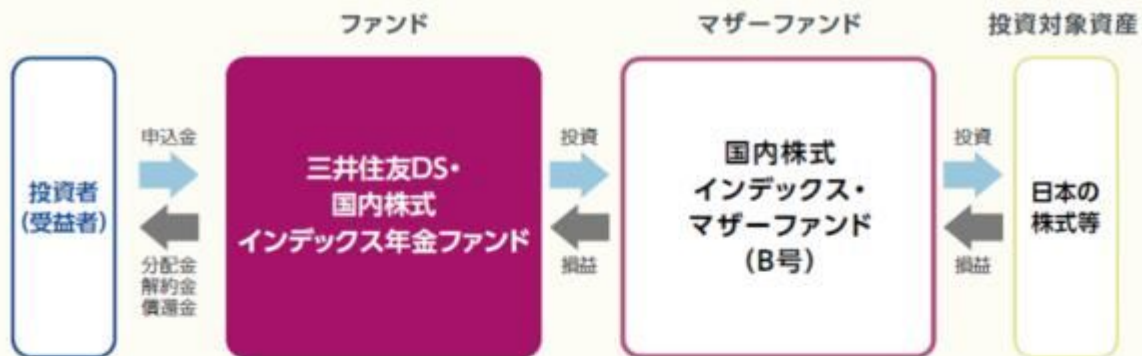 ファンド
マザーファンド
投資対象資産
投資者
(受益者)
申込金
分配金
解約金
償還金
三井住友DS・
国内株式
インデックス年金ファンド
投資
損益
国内株式
インデックス・
マザーファンド
(B号)
投資
損益
日本の
株式等